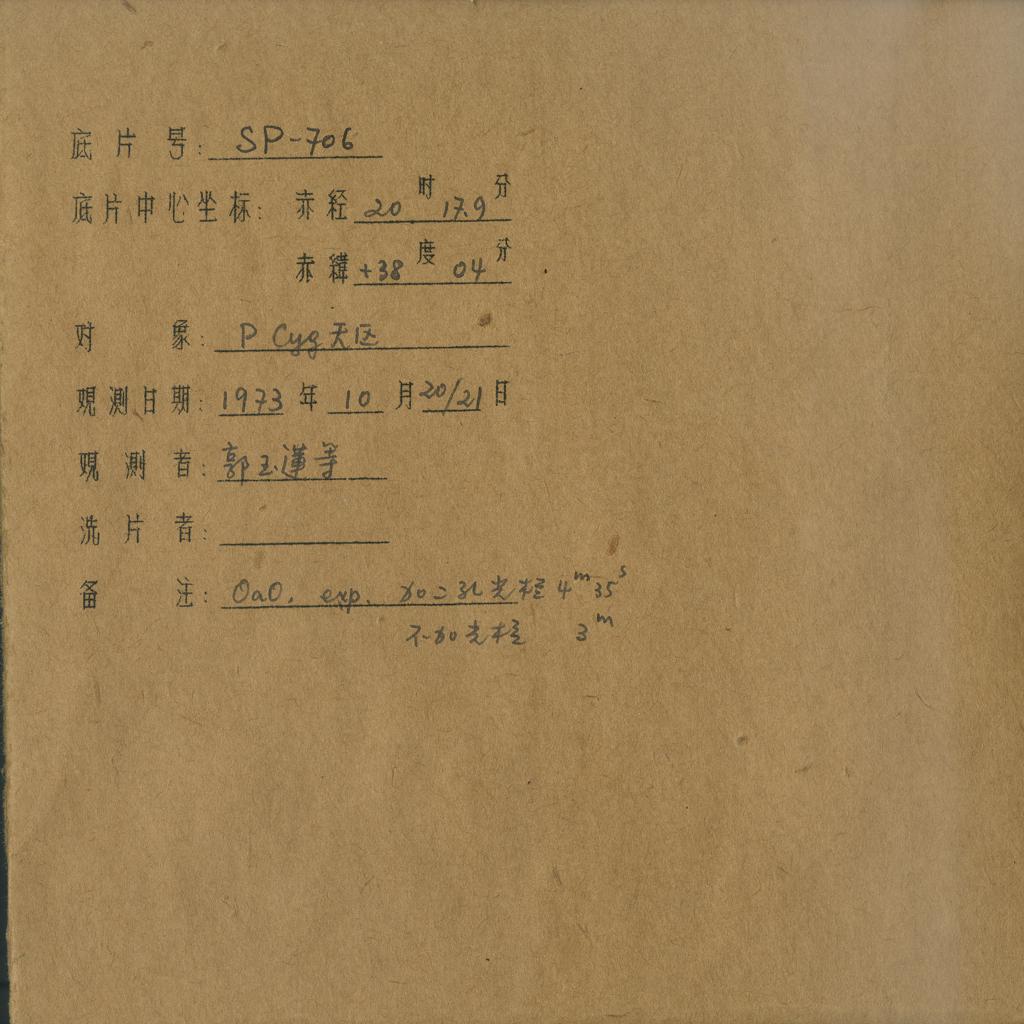 底片号: SP-706
底片中心坐标: 赤经 20 时 17.9 分
赤緯 +38 度 04 分
对象: P Cyg 天区
观测日期: 1973 年 10 月 20/21 日
观测者: 郭玉莲等
洗片者:
备注: OaO. exp. 加二孔光栏 4m 35s
不加光栏 3m